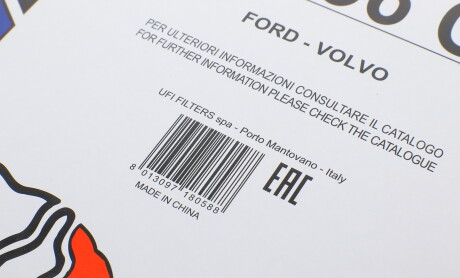 FORD - VOLVO
PER ULTERIORI INFORMAZIONI CONSULTARE IL CATALOGO
FOR FURTHER INFORMATION PLEASE CHECK THE CATALOGUE
UFI FILTERS spa - Porto Mantovano - Italy
8 013097 180588
EAC
MADE IN CHINA